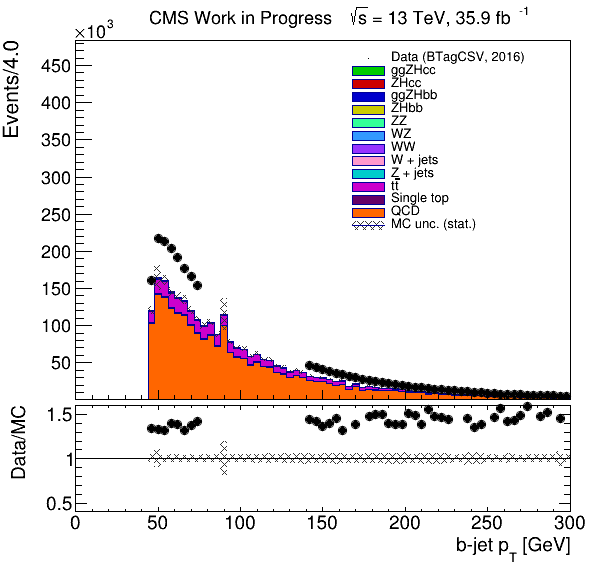 CMS Work in Progress √s = 13 TeV, 35.9 fb -1
×10³
Events/4.0
450
400
350
300
250
200
150
100
50
Data (BTagCSV, 2016)
ggZHcc
ZHcc
ggZHbb
ZHbb
ZZ
WZ
WW
W + jets
Z + jets
tt̅
Single top
QCD
MC unc. (stat.)
Data/MC
1.5
1
0.5
0 50 100 150 200 250 300
b-jet p_T [GeV]